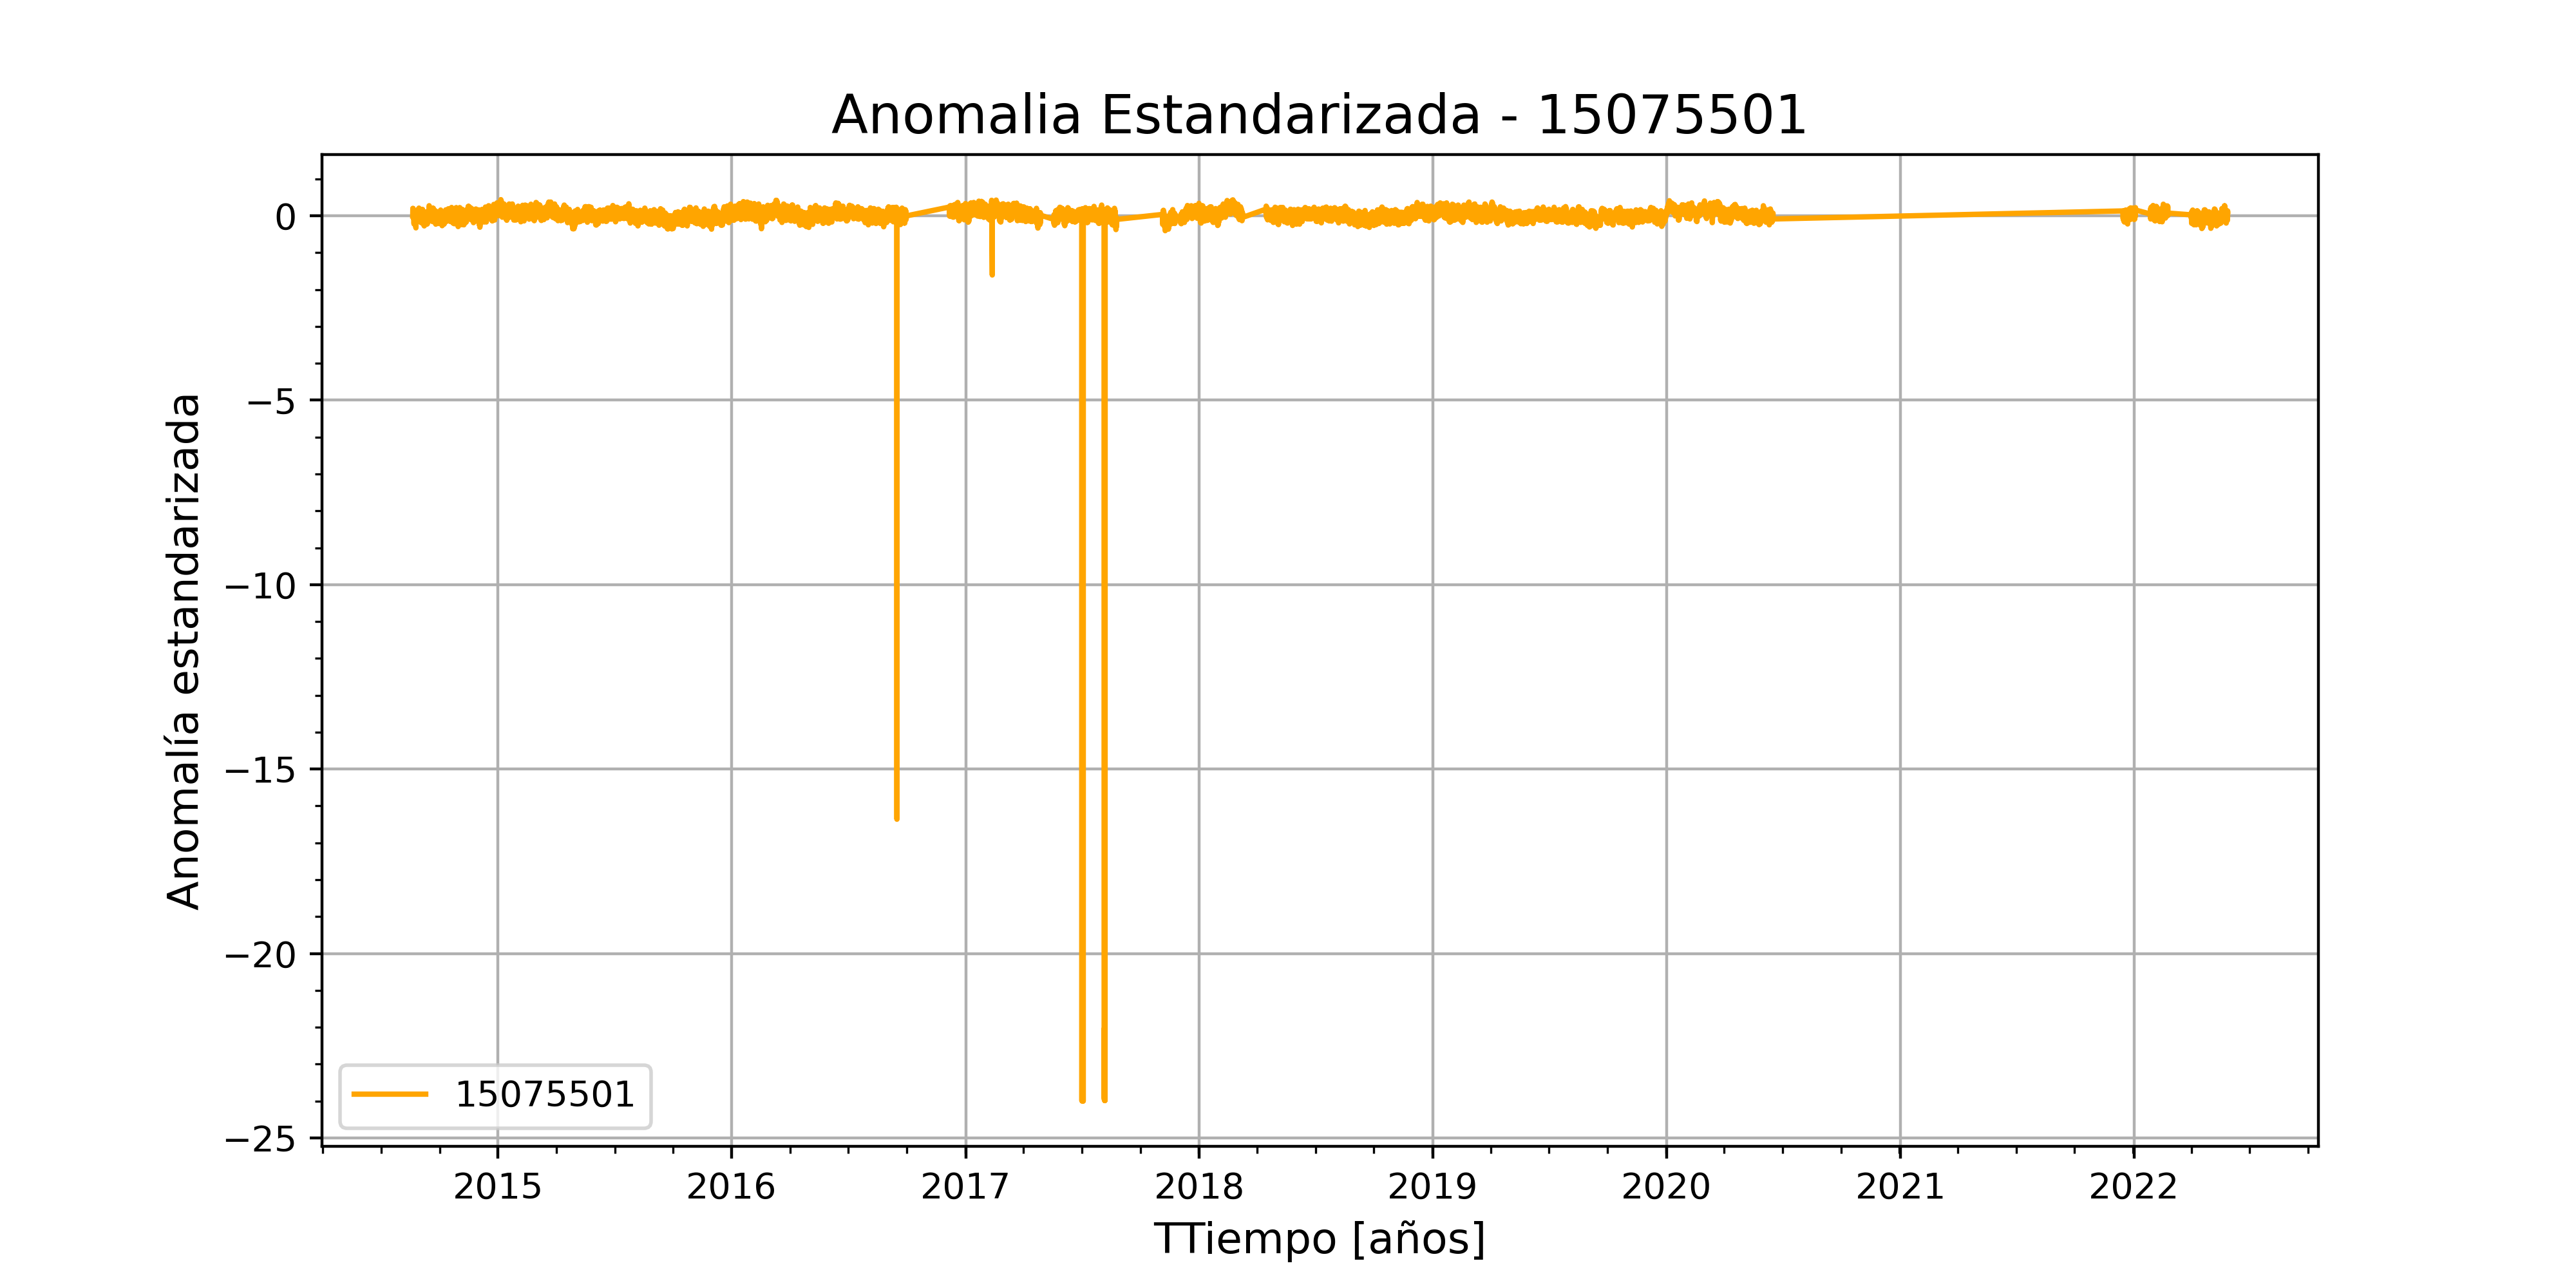 Anomalia Estandarizada - 15075501
Anomalía estandarizada
0
−5
−10
−15
−20
−25
15075501
2015 2016 2017 2018 2019 2020 2021 2022
TTiempo [años]